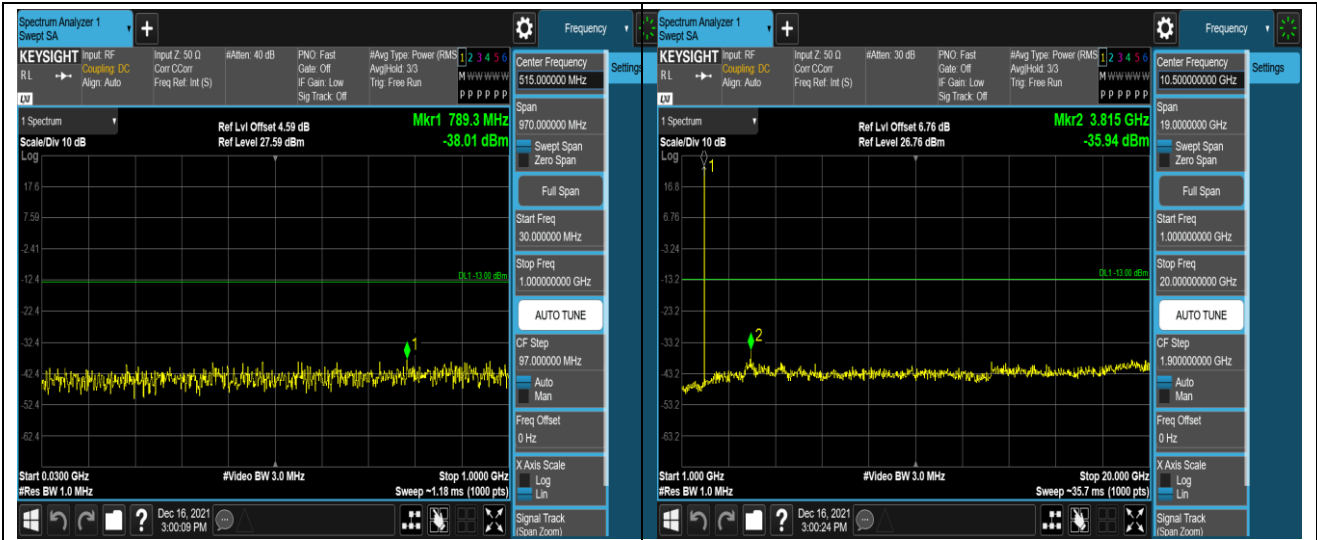 Spectrum Analyzer 1
Swept SA
+
Frequency
KEYSIGHT Input: RF Input Z: 50 Ω #Atten: 40 dB PNO: Fast #Avg Type: Power (RMS 1 2 3 4 5 6
RL Coupling: DC Corr CCorr Gate: Off Avg|Hold: 3/3 M W W W W W
Align: Auto Freq Ref: Int (S) IF Gain: Low Trig: Free Run
LXI Sig Track: Off P P P P P P
Center Frequency
515.000000 MHz
Settings
1 Spectrum
Ref Lvl Offset 4.59 dB Mkr1 789.3 MHz
Scale/Div 10 dB Ref Level 27.59 dBm -38.01 dBm
Log
17.6
7.59
-2.41
DL1 -13.00 dBm
-12.4
-22.4
-32.4
1
-42.4
-52.4
-62.4
Start 0.0300 GHz #Video BW 3.0 MHz Stop 1.0000 GHz
#Res BW 1.0 MHz Sweep ~1.18 ms (1000 pts)
Span
970.000000 MHz
Swept Span
Zero Span
Full Span
Start Freq
30.000000 MHz
Stop Freq
1.000000000 GHz
AUTO TUNE
CF Step
97.000000 MHz
Auto
Man
Freq Offset
0 Hz
X Axis Scale
Log
Lin
Signal Track
(Span Zoom)
?
Dec 16, 2021
3:00:09 PM
Spectrum Analyzer 1
Swept SA
+
Frequency
KEYSIGHT Input: RF Input Z: 50 Ω #Atten: 30 dB PNO: Fast #Avg Type: Power (RMS 1 2 3 4 5 6
RL Coupling: DC Corr CCorr Gate: Off Avg|Hold: 3/3 M W W W W W
Align: Auto Freq Ref: Int (S) IF Gain: Low Trig: Free Run
LXI Sig Track: Off P P P P P P
Center Frequency
10.500000000 GHz
Settings
1 Spectrum
Ref Lvl Offset 6.76 dB Mkr2 3.815 GHz
Scale/Div 10 dB Ref Level 26.76 dBm -35.94 dBm
Log
1
16.8
6.76
-3.24
DL1 -13.00 dBm
-13.2
-23.2
-33.2
2
-43.2
-53.2
-63.2
Start 1.000 GHz #Video BW 3.0 MHz Stop 20.000 GHz
#Res BW 1.0 MHz Sweep ~35.7 ms (1000 pts)
Span
19.0000000 GHz
Swept Span
Zero Span
Full Span
Start Freq
1.000000000 GHz
Stop Freq
20.000000000 GHz
AUTO TUNE
CF Step
1.900000000 GHz
Auto
Man
Freq Offset
0 Hz
X Axis Scale
Log
Lin
Signal Track
(Span Zoom)
?
Dec 16, 2021
3:00:24 PM